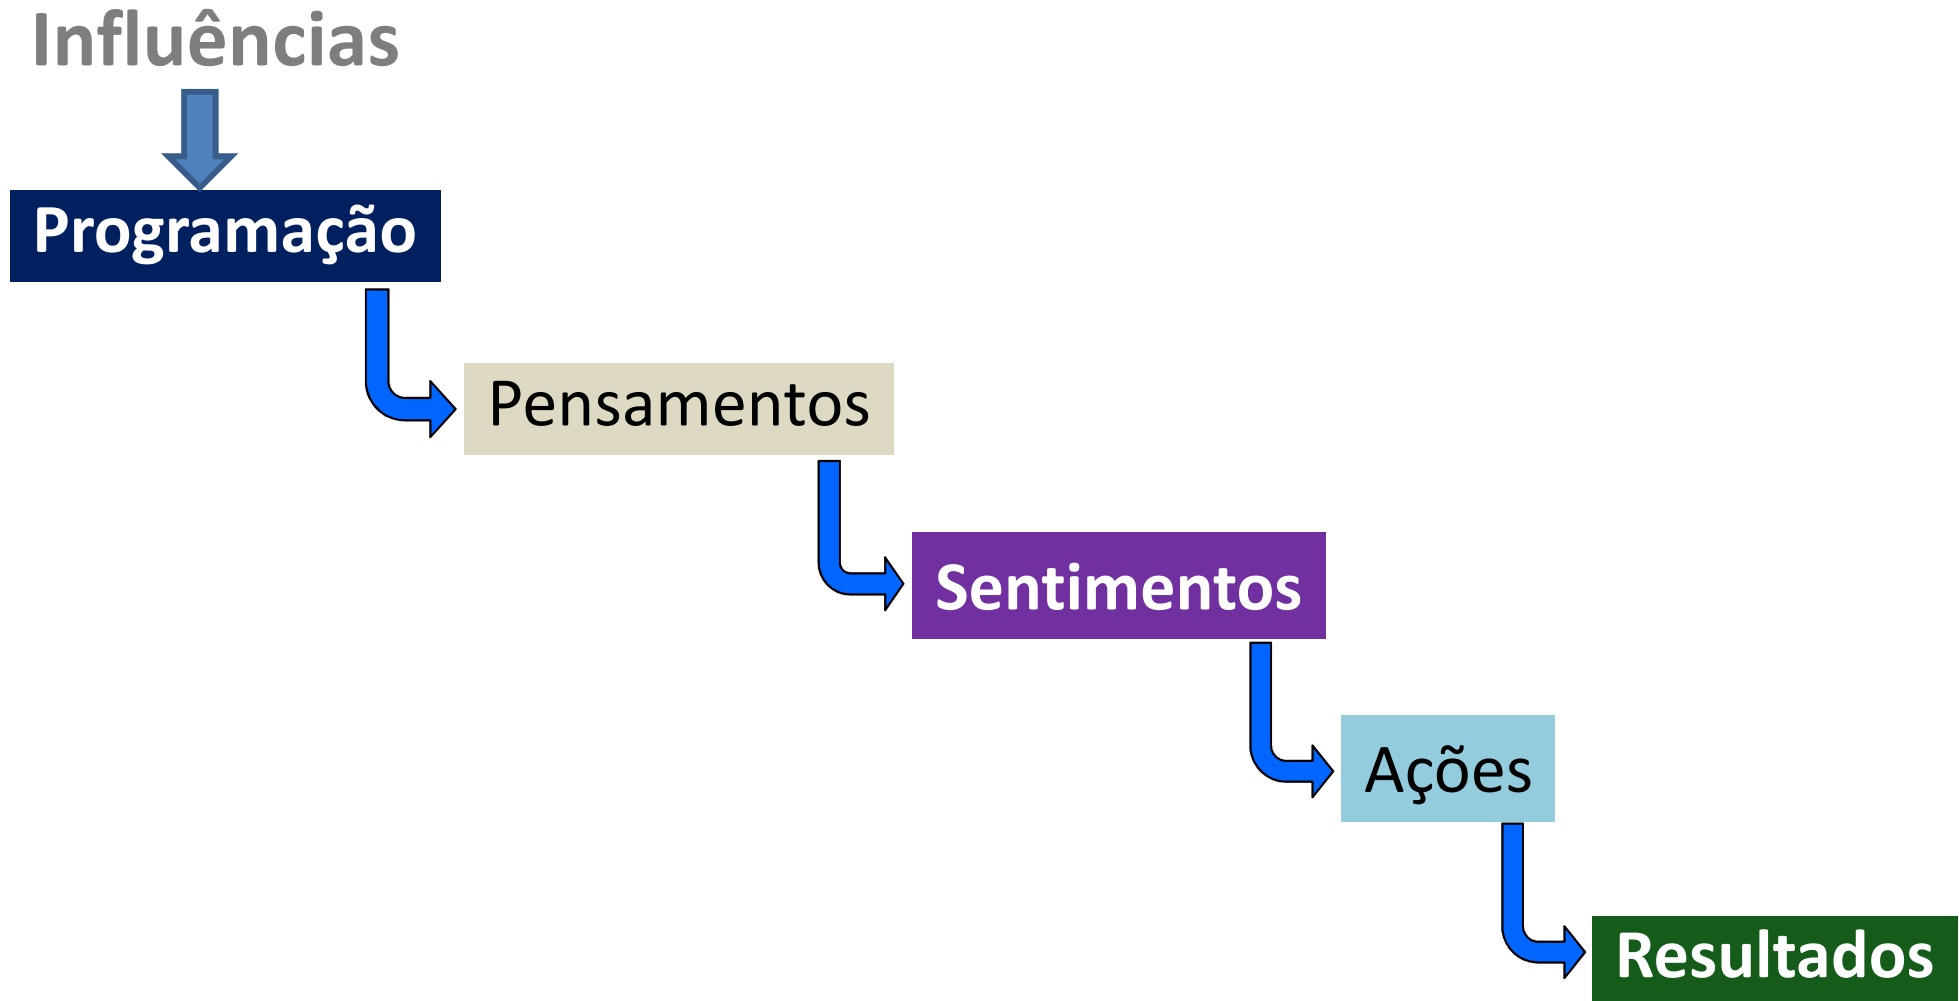 Influências
Programação
Pensamentos
Sentimentos
Ações
Resultados